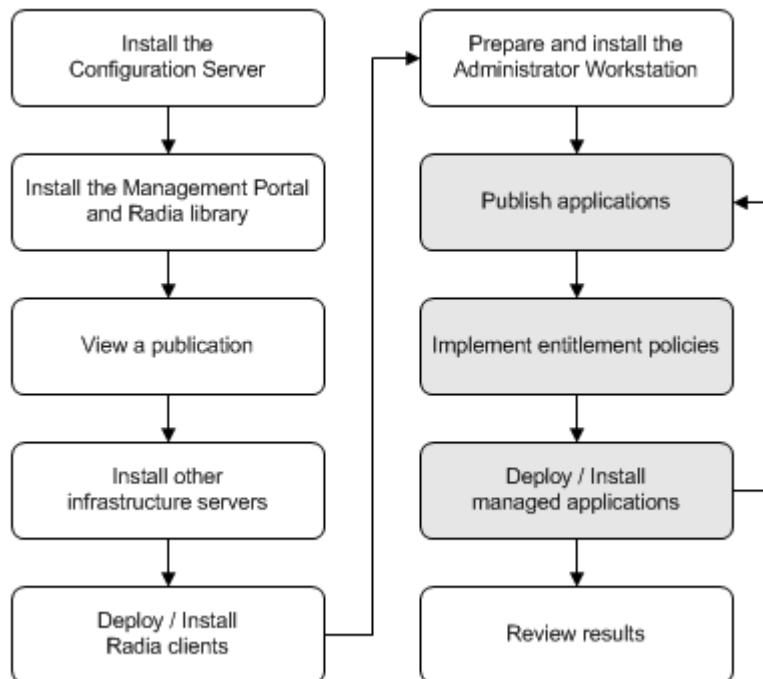 Install the
Configuration Server
Install the Management Portal
and Radia library
View a publication
Install other
infrastructure servers
Deploy / Install
Radia clients
Prepare and install the
Administrator Workstation
Publish applications
Implement entitlement policies
Deploy / Install
managed applications
Review results